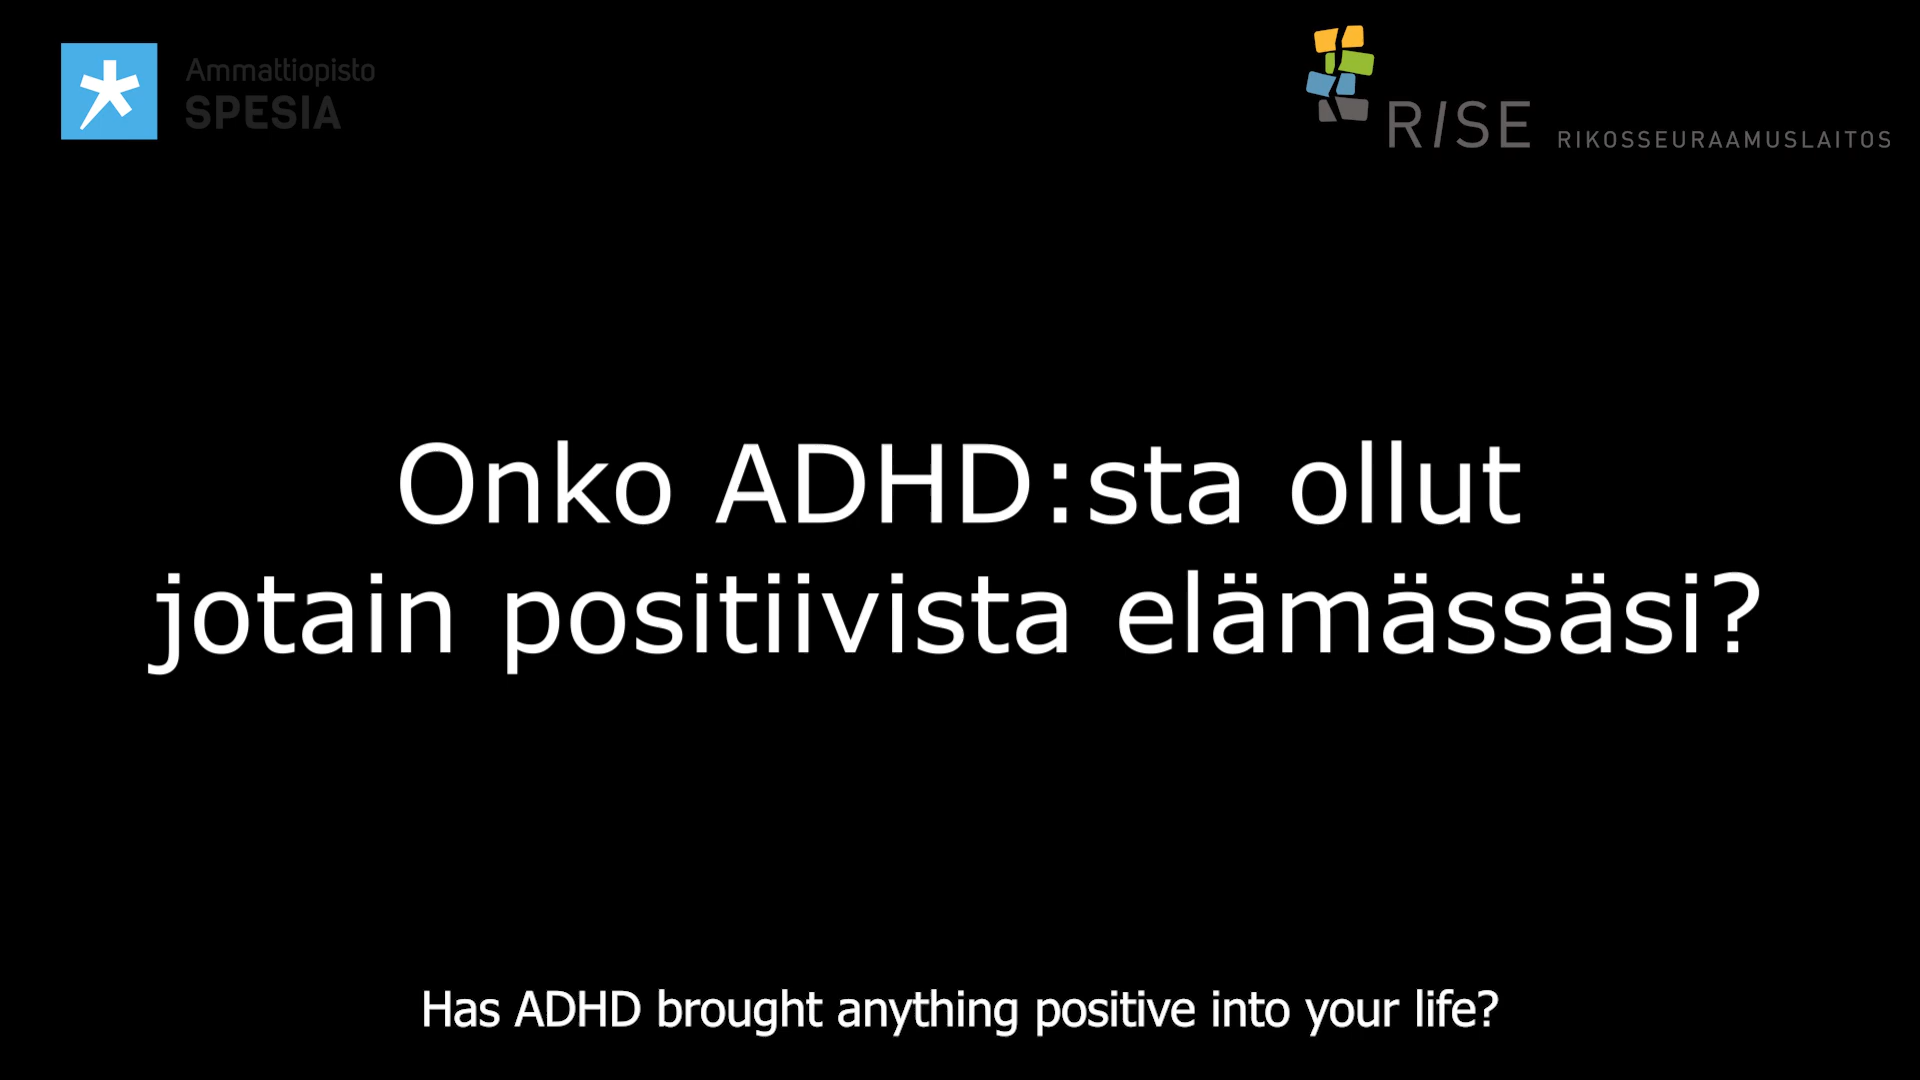 Ammattiopisto
SPESIA
RISE RIKOSSEURAAMUSLAITOS
Onko ADHD:sta ollut
jotain positiivista elämässäsi?
Has ADHD brought anything positive into your life?